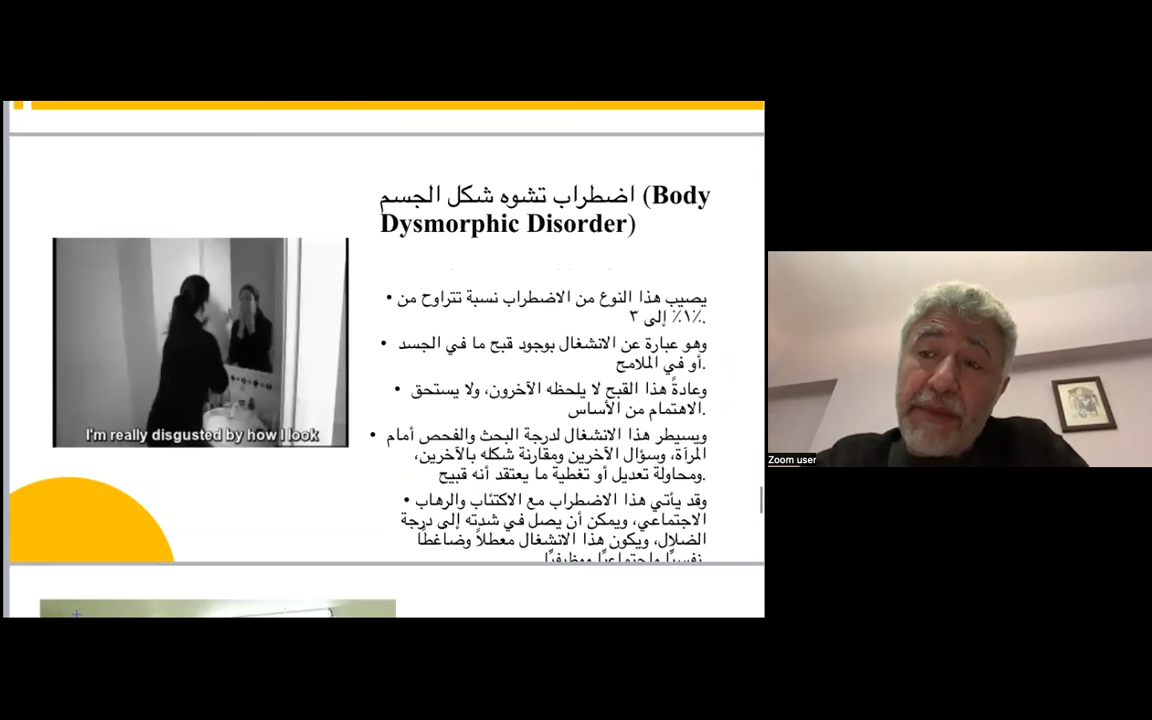 اضطراب تشوه شكل الجسم (Body
Dysmorphic Disorder)
• يصيب هذا النوع من الاضطراب نسبة تتراوح من
.٪١٪ إلى ٣
• وهو عبارة عن الانشغال بوجود قبح ما في الجسد
.أو في الملامح
• وعادةً هذا القبح لا يلحظه الآخرون، ولا يستحق
.الاهتمام من الأساس
• ويسيطر هذا الانشغال لدرجة البحث والفحص أمام
المرآة، وسؤال الآخرين ومقارنة شكله بالآخرين،
.ومحاولة تعديل أو تغطية ما يعتقد أنه قبيح
• وقد يأتي هذا الاضطراب مع الاكتئاب والرهاب
الاجتماعي، ويمكن أن يصل في شدته إلى درجة
الضلال، ويكون هذا الانشغال معطلاً وضاغطاً
.نفسيًا واجتماعيًا ووظيفيًا
I'm really disgusted by how I look
Zoom user